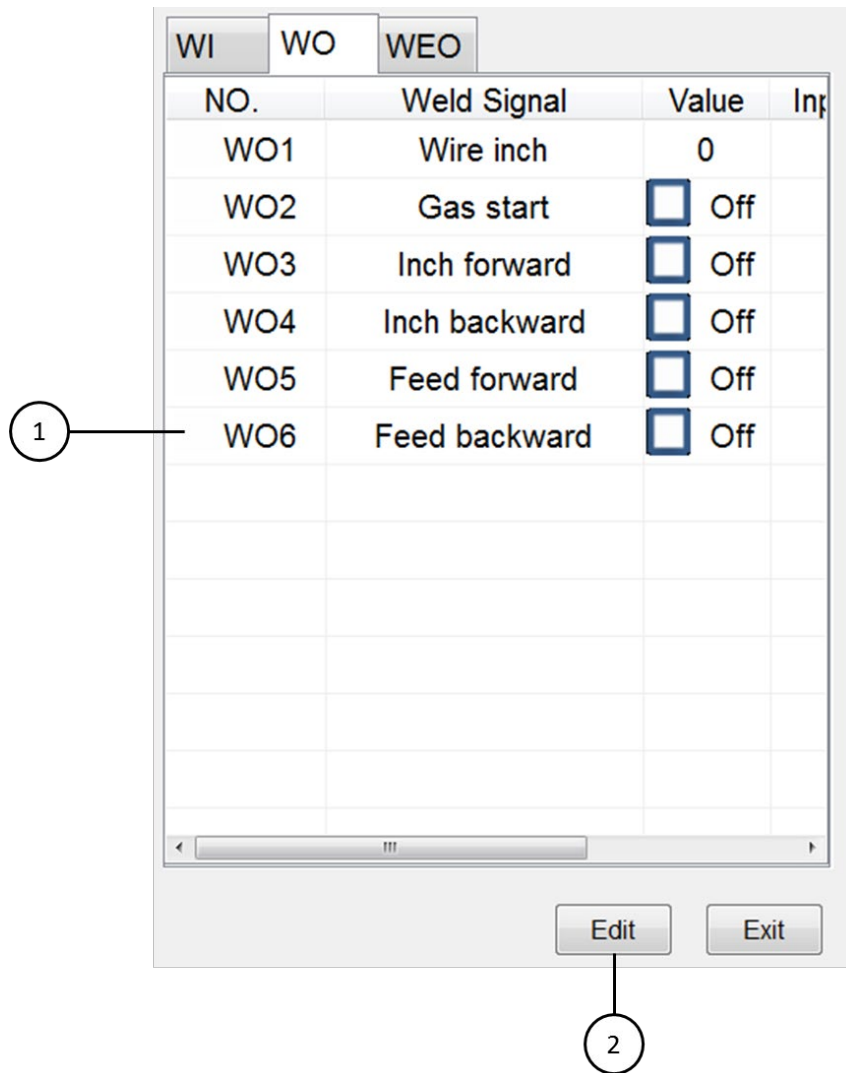 WI WO WEO
NO. Weld Signal Value
WO1 Wire inch 0
WO2 Gas start Off
WO3 Inch forward Off
WO4 Inch backward Off
WO5 Feed forward Off
1 WO6 Feed backward Off
Edit Exit
2